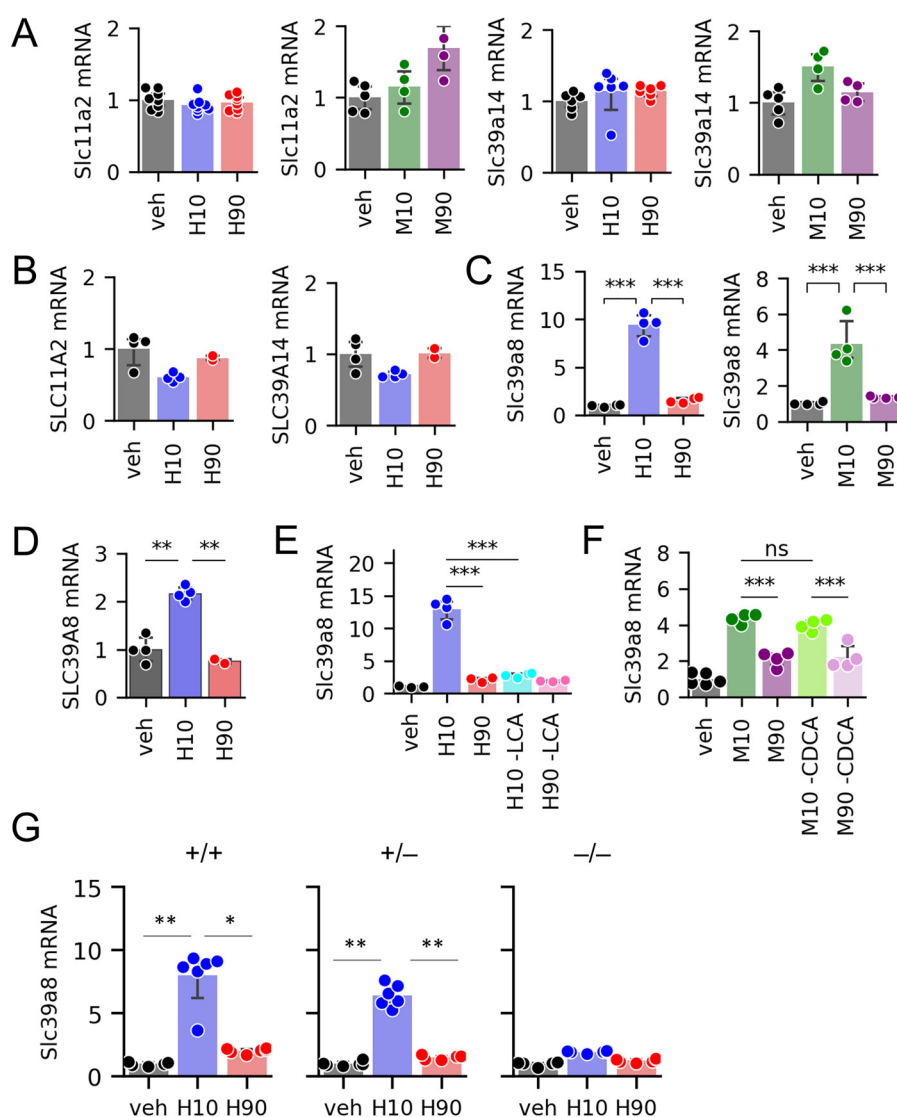 A
Slc11a2 mRNA
2
1
0
veh
H10
H90
Slc11a2 mRNA
2
1
0
veh
M10
M90
Slc39a14 mRNA
2
1
0
veh
H10
H90
Slc39a14 mRNA
2
1
0
veh
M10
M90
B
SLC11A2 mRNA
2
1
0
veh
H10
H90
SLC39A14 mRNA
2
1
0
veh
H10
H90
C
Slc39a8 mRNA
15
10
5
0
*** ***
veh
H10
H90
Slc39a8 mRNA
8
6
4
2
0
*** ***
veh
M10
M90
D
SLC39A8 mRNA
3
2
1
0
** **
veh
H10
H90
E
Slc39a8 mRNA
20
15
10
5
0
***
***
veh
H10
H90
H10 -LCA
H90 -LCA
F
Slc39a8 mRNA
8
6
4
2
0
ns
*** ***
veh
M10
M90
M10 -CDCA
M90 -CDCA
G
+/+ +/– –/–
Slc39a8 mRNA
15
10
5
0
** *
** **
veh H10 H90 veh H10 H90 veh H10 H90